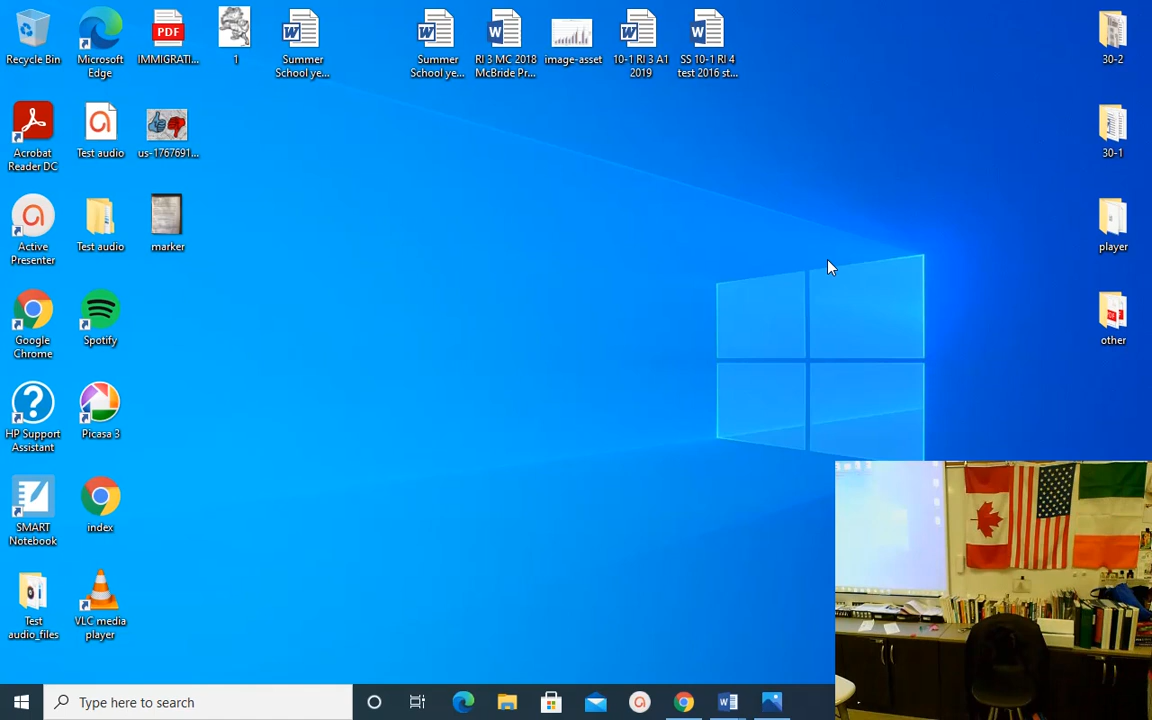 Recycle Bin
Microsoft
Edge
PDF
IMMIGRATI...
1
Summer
School ye...
Summer
School ye...
RI 3 MC 2018
McBride Pr...
image-asset
10-1 RI 3 A1
2019
SS 10-1 RI 4
test 2016 st...
30-2
Acrobat
Reader DC
Test audio
us-1767691...
30-1
Active
Presenter
Test audio
marker
player
Google
Chrome
Spotify
other
HP Support
Assistant
Picasa 3
SMART
Notebook
index
Test
audio_files
VLC media
player
Type here to search